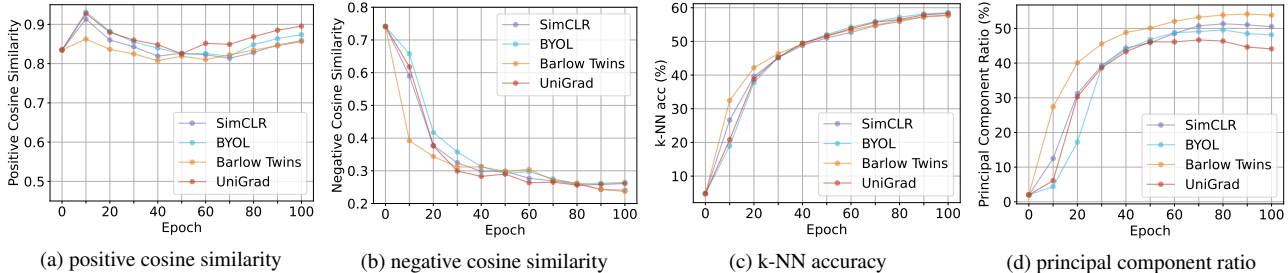 Positive Cosine Similarity
0.9
0.8
0.7
0.6
0.5
SimCLR
BYOL
Barlow Twins
UniGrad
0 20 40 60 80 100
Epoch
(a) positive cosine similarity
Negative Cosine Similarity
0.8
0.7
0.6
0.5
0.4
0.3
0.2
SimCLR
BYOL
Barlow Twins
UniGrad
0 20 40 60 80 100
Epoch
(b) negative cosine similarity
k-NN acc (%)
60
50
40
30
20
10
SimCLR
BYOL
Barlow Twins
UniGrad
0 20 40 60 80 100
Epoch
(c) k-NN accuracy
Principal Component Ratio (%)
50
40
30
20
10
0
SimCLR
BYOL
Barlow Twins
UniGrad
0 20 40 60 80 100
Epoch
(d) principal component ratio